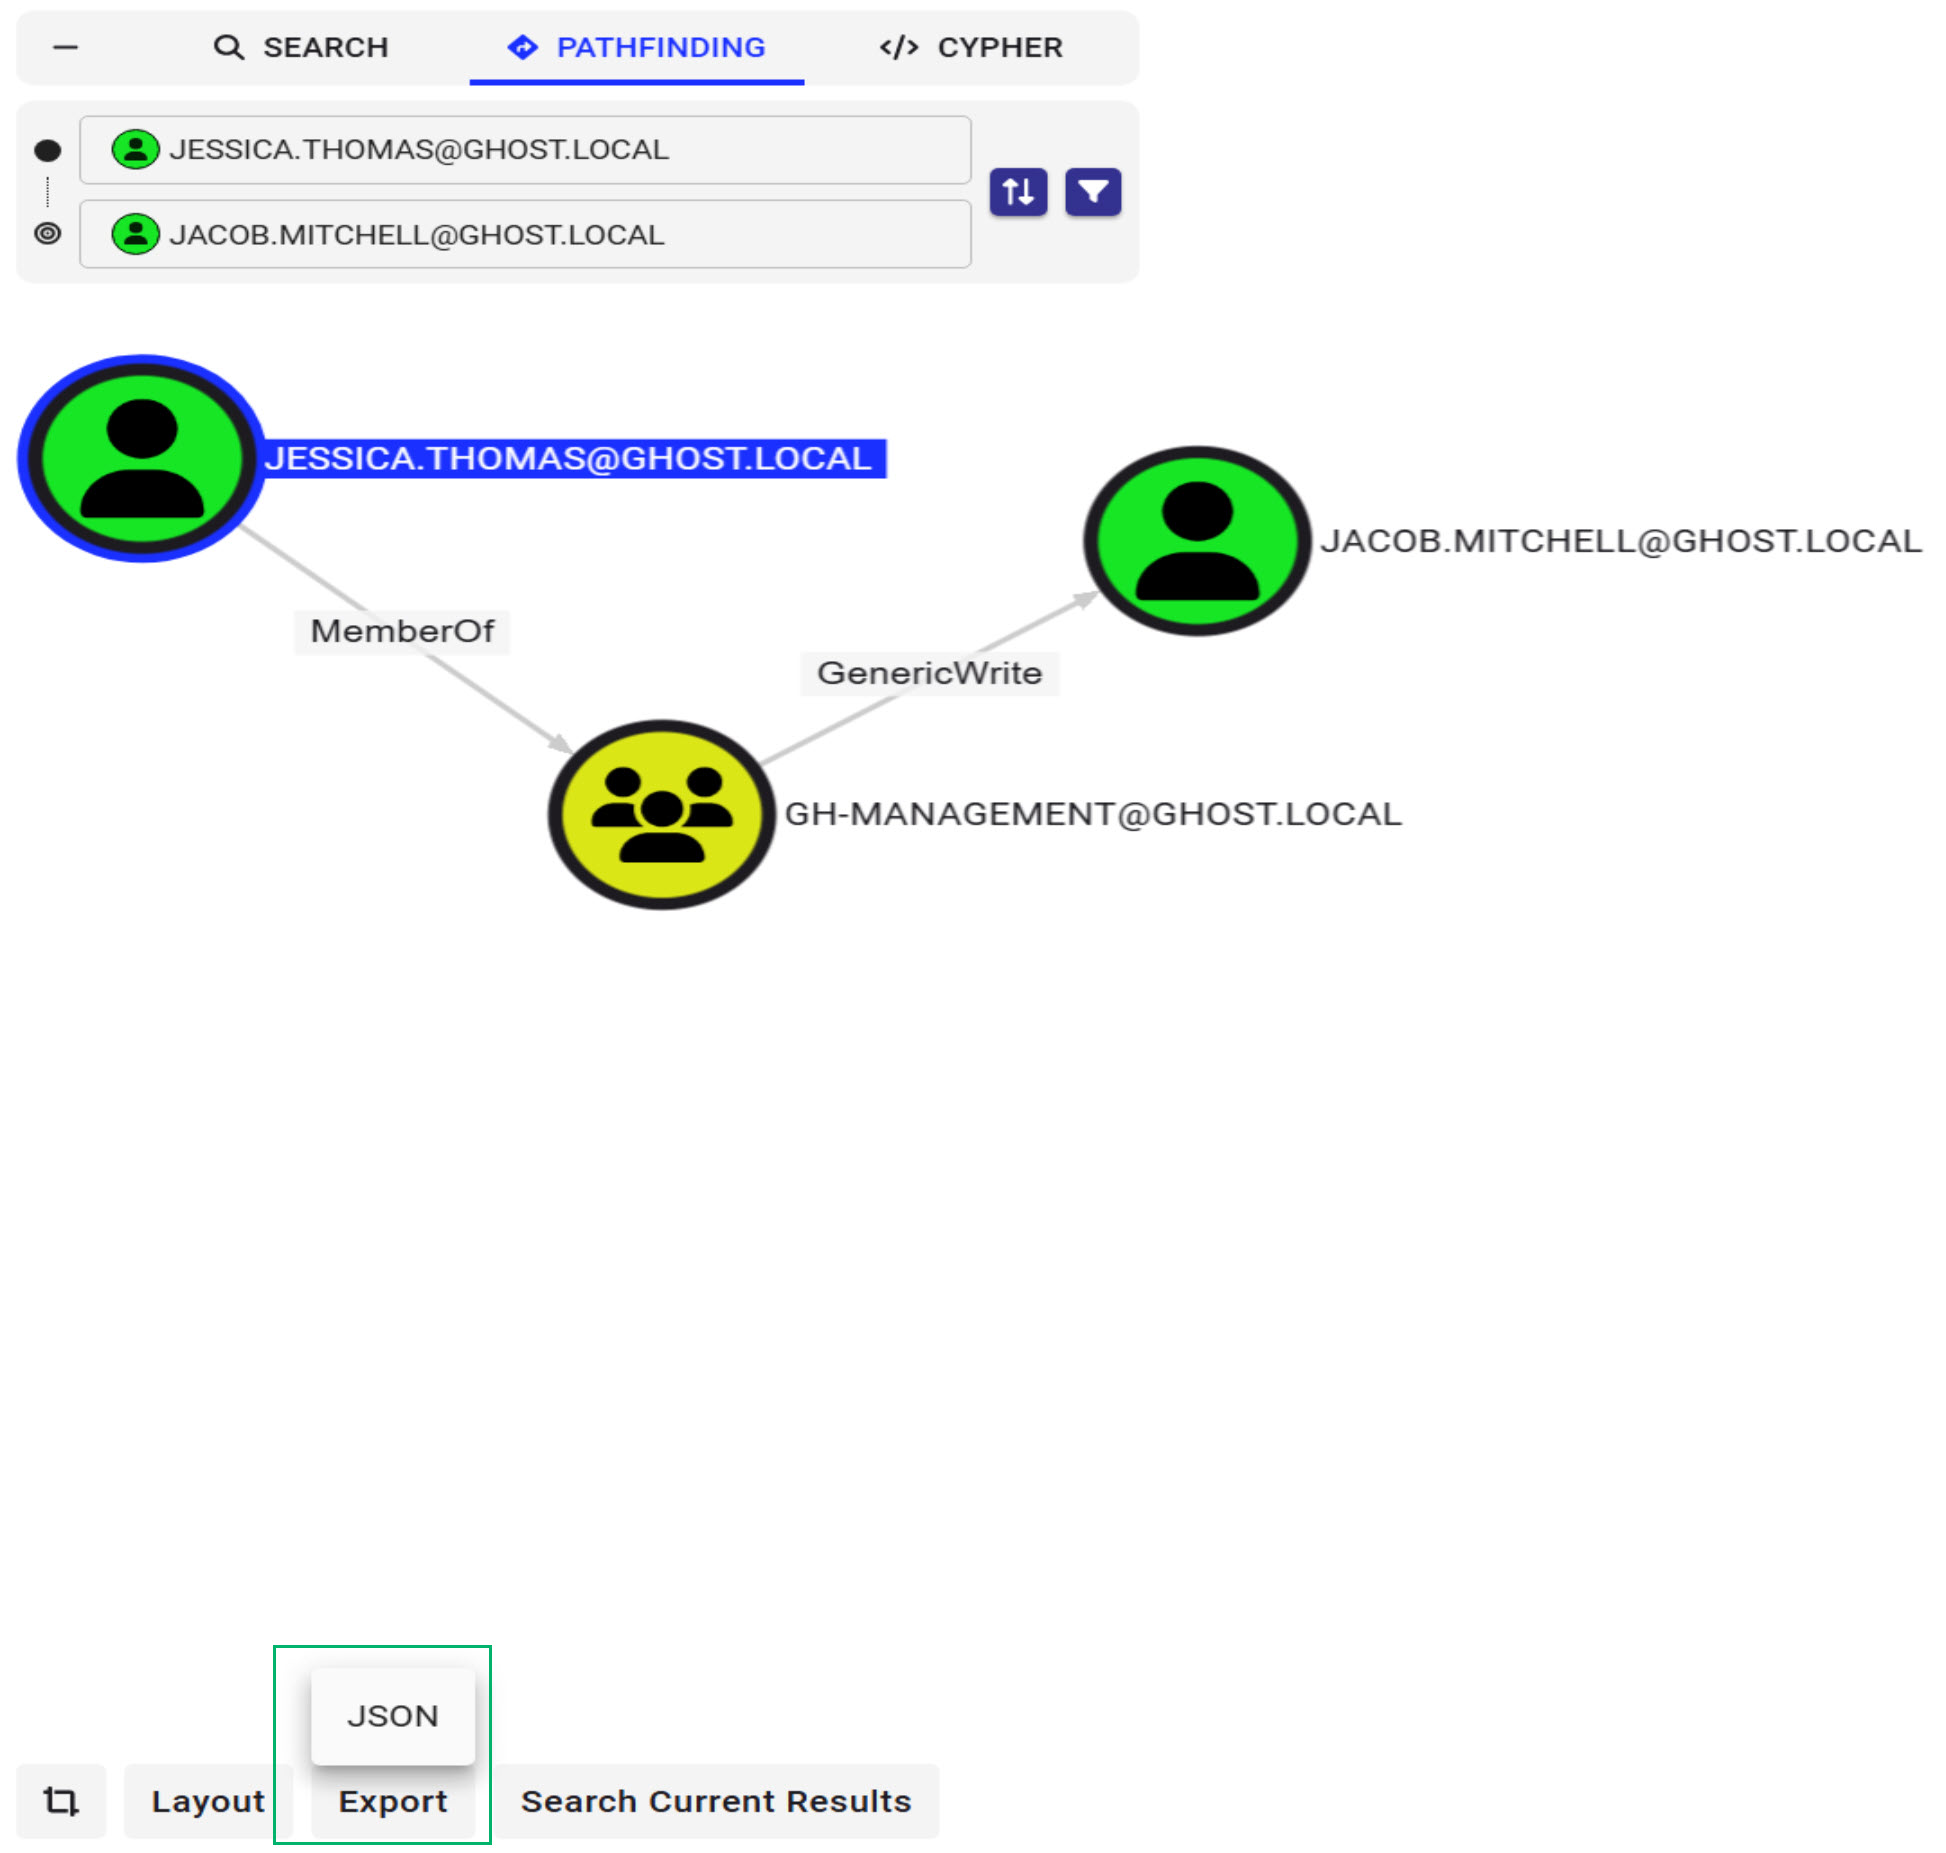 SEARCH
PATHFINDING
</> CYPHER
JESSICA.THOMAS@GHOST.LOCAL
JACOB.MITCHELL@GHOST.LOCAL
JESSICA.THOMAS@GHOST.LOCAL
JACOB.MITCHELL@GHOST.LOCAL
MemberOf
GenericWrite
GH-MANAGEMENT@GHOST.LOCAL
JSON
Layout
Export
Search Current Results